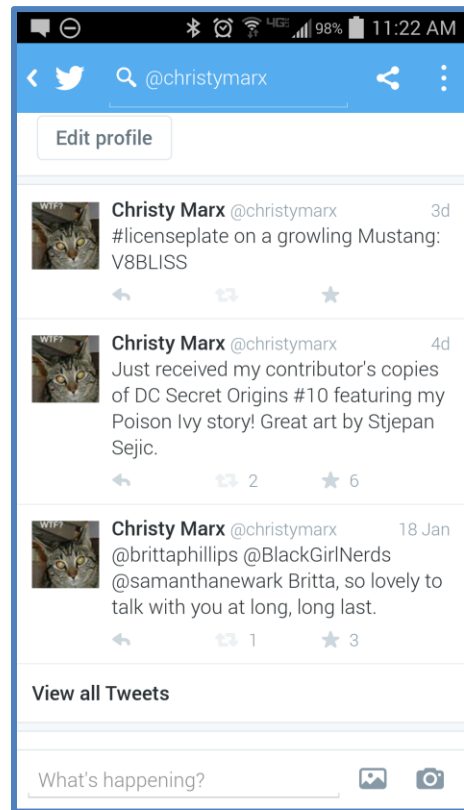 4G 98% 11:22 AM
@christymarx
Edit profile
WTF?
Christy Marx @christymarx 3d
#licenseplate on a growling Mustang:
V8BLISS
WTF?
Christy Marx @christymarx 4d
Just received my contributor's copies
of DC Secret Origins #10 featuring my
Poison Ivy story! Great art by Stjepan
Sejic.
2 6
WTF?
Christy Marx @christymarx 18 Jan
@brittaphillips @BlackGirlNerds
@samanthanewark Britta, so lovely to
talk with you at long, long last.
1 3
View all Tweets
What's happening?